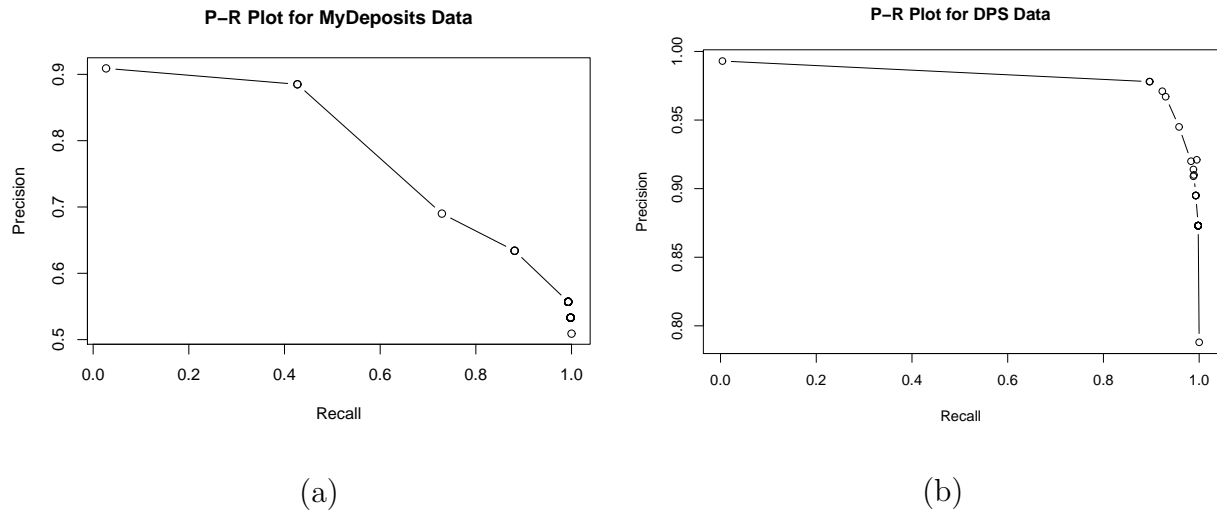 P−R Plot for MyDeposits Data
Precision
0.9
0.8
0.7
0.6
0.5
0.0 0.2 0.4 0.6 0.8 1.0
Recall
(a)
P−R Plot for DPS Data
Precision
1.00
0.95
0.90
0.85
0.80
0.0 0.2 0.4 0.6 0.8 1.0
Recall
(b)